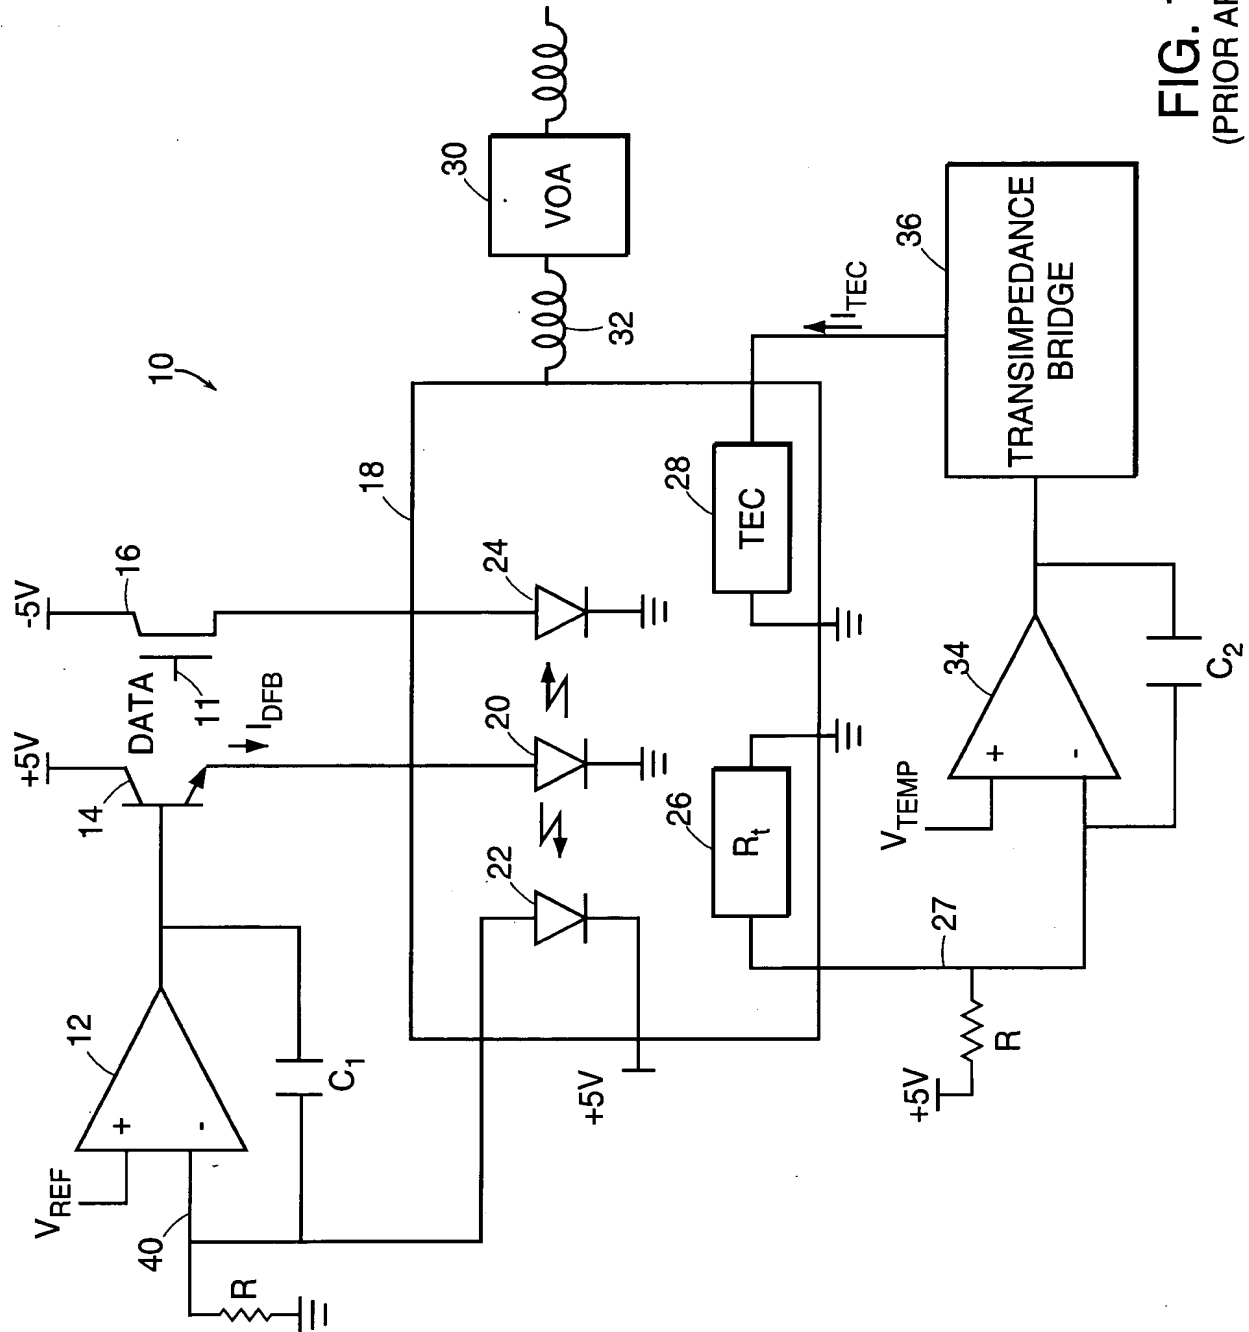 10
+5V
-5V
14
DATA
16
11
I_DFB
12
+
-
V_REF
40
R
C_1
18
22
20
24
+5V
26
R_t
28
TEC
30
VOA
32
27
+5V
R
V_TEMP
34
+
-
C_2
I_TEC
36
TRANSIMPEDANCE
BRIDGE
FIG.
(PRIOR